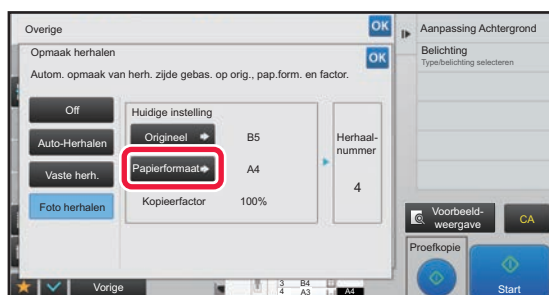 Overige
OK
Opmaak herhalen
OK
Autom. opmaak van herh. zijde gebas. op orig., pap.form. en factor.
Off
Auto-Herhalen
Vaste herh.
Foto herhalen
Huidige instelling
Origineel
B5
Papierformaat
A4
Kopieerfactor
100%
Herhaal-
nummer
4
Vorige
3 B4
4 A3
A4
Aanpassing Achtergrond
Belichting
Type/belichting selecteren
Voorbeeld-
weergave
CA
Proefkopie
Start